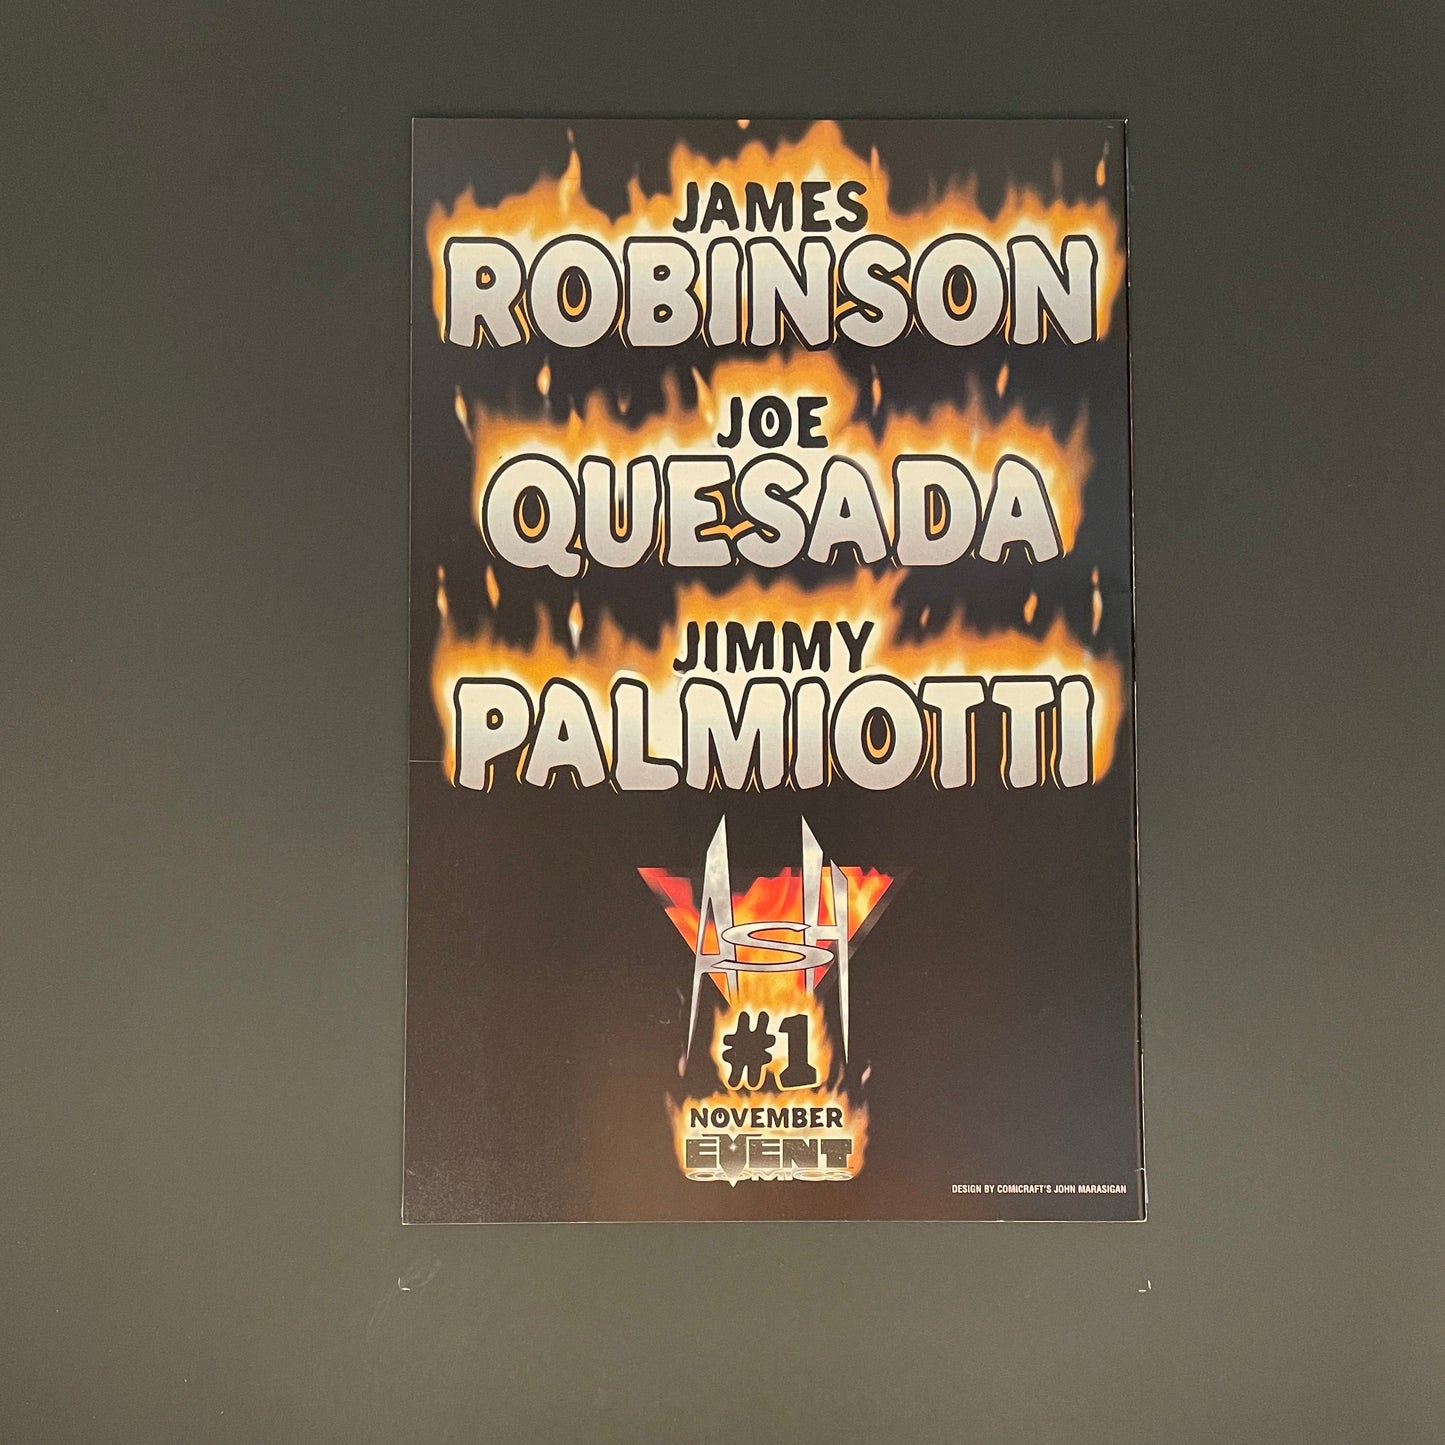 JAMES
ROBINSON
JOE
QUESADA
JIMMY
PALMIOTTI
ASH
#1
NOVEMBER
EVENT
COMICS
DESIGN BY COMICRAFT'S JOHN MARASIGAN